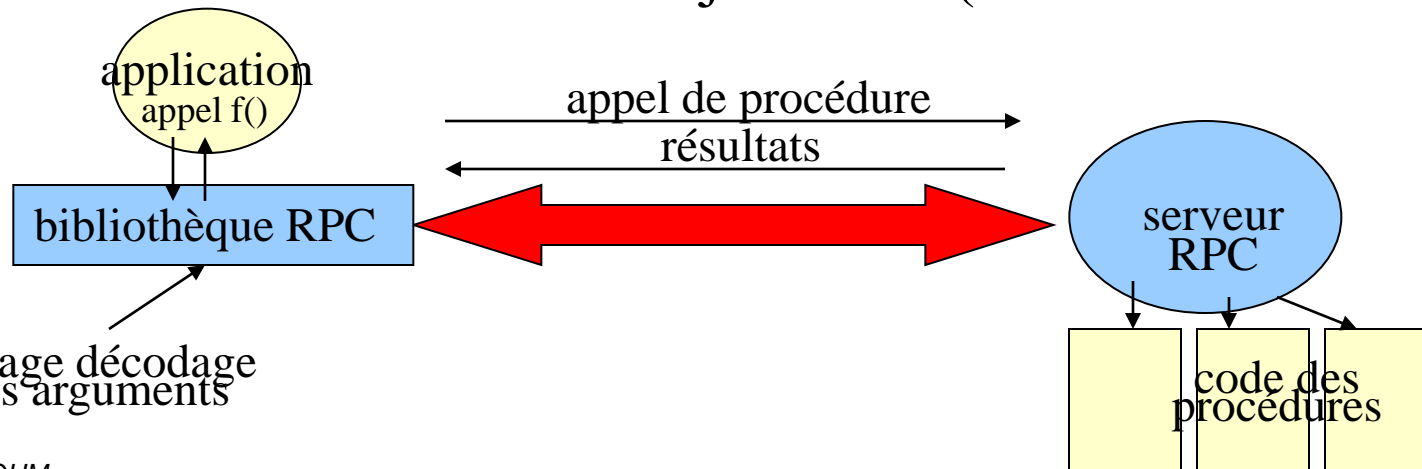 application
appel f()
appel de procédure
résultats
bibliothèque RPC
serveur
RPC
décodage
arguments
code des
procédures